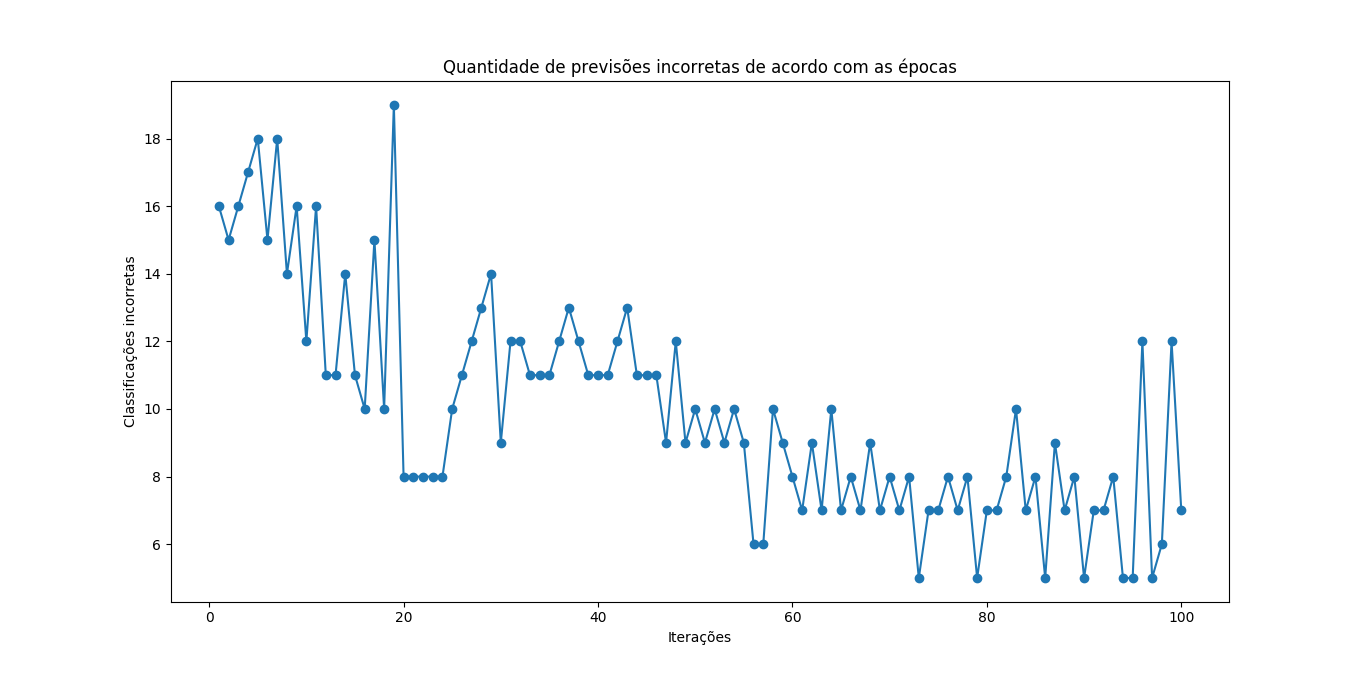 Quantidade de previsões incorretas de acordo com as épocas
Classificações incorretas
18
16
14
12
10
8
6
0 20 40 60 80 100
Iterações